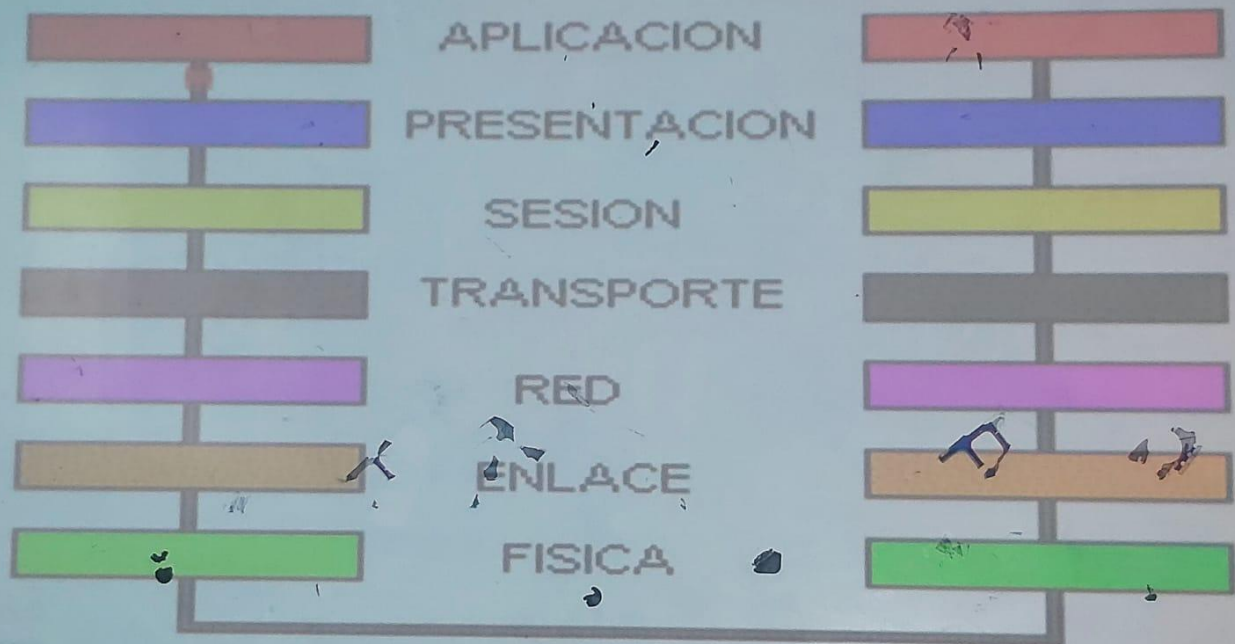 APLICACION
PRESENTACION
SESION
TRANSPORTE
RED
ENLACE
FISICA